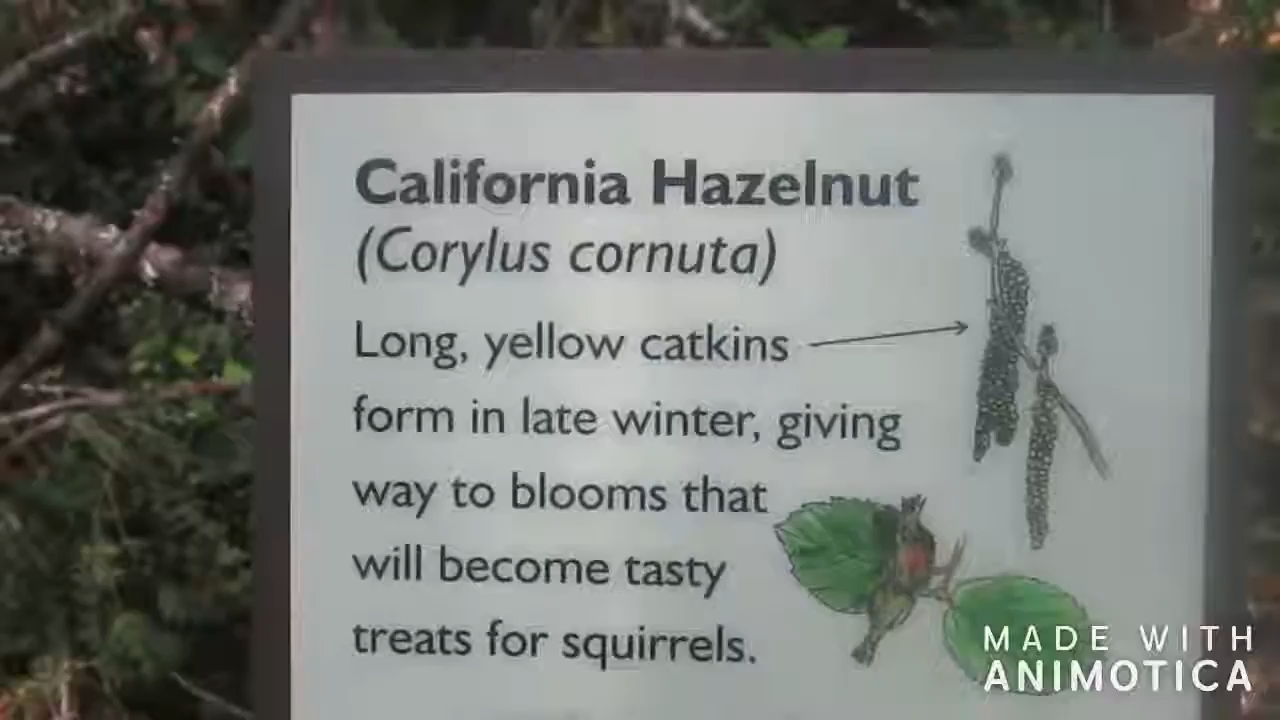 California Hazelnut
(Corylus cornuta)
Long, yellow catkins
form in late winter, giving
way to blooms that
will become tasty
treats for squirrels.
MADE WITH
ANIMOTICA